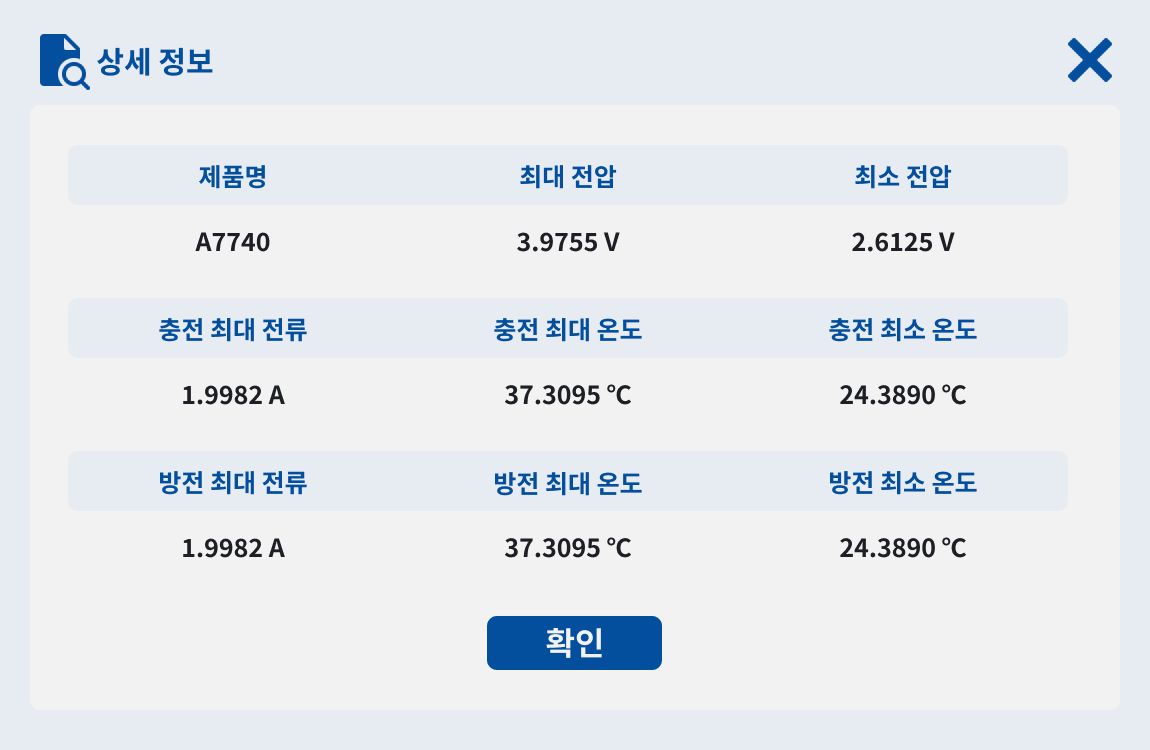 상세 정보
제품명 최대 전압 최소 전압
A7740 3.9755 V 2.6125 V
충전 최대 전류 충전 최대 온도 충전 최소 온도
1.9982 A 37.3095 ℃ 24.3890 ℃
방전 최대 전류 방전 최대 온도 방전 최소 온도
1.9982 A 37.3095 ℃ 24.3890 ℃
확인